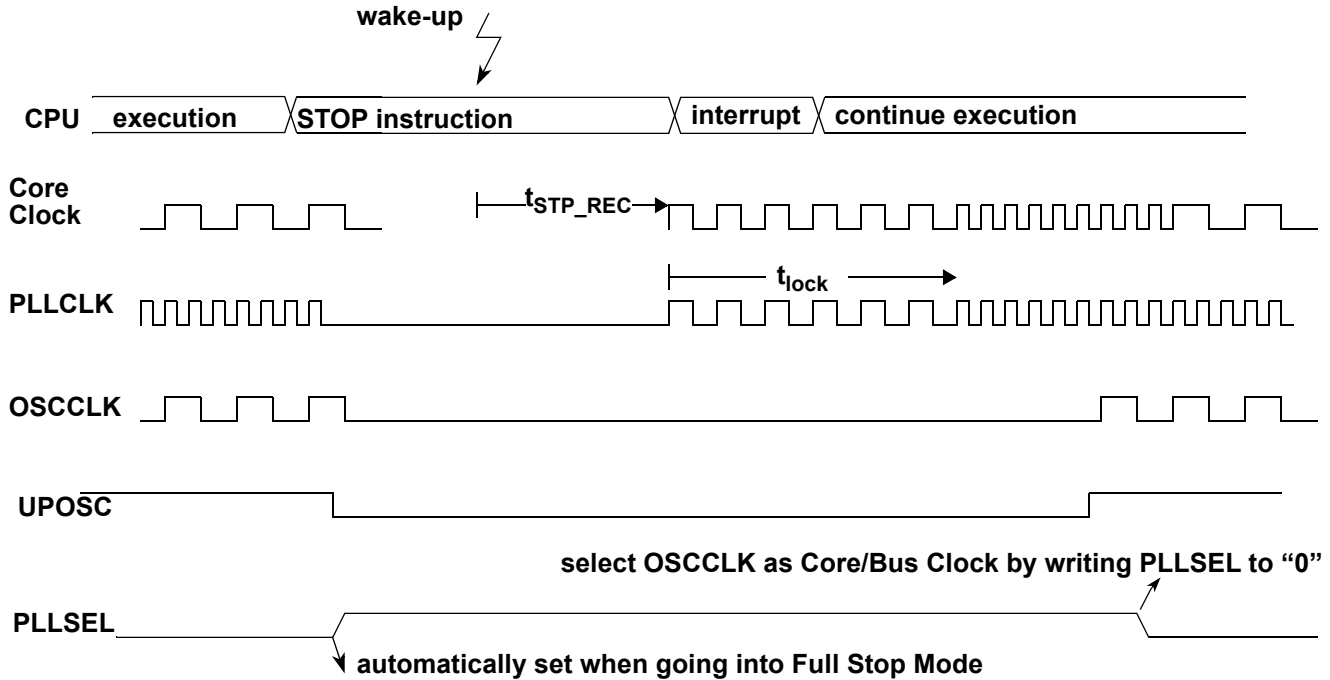 wake-up
CPU execution STOP instruction interrupt continue execution
Core
Clock
tSTP_REC
PLLCLK
tlock
OSCCLK
UPOSC
select OSCCLK as Core/Bus Clock by writing PLLSEL to “0”
PLLSEL
automatically set when going into Full Stop Mode